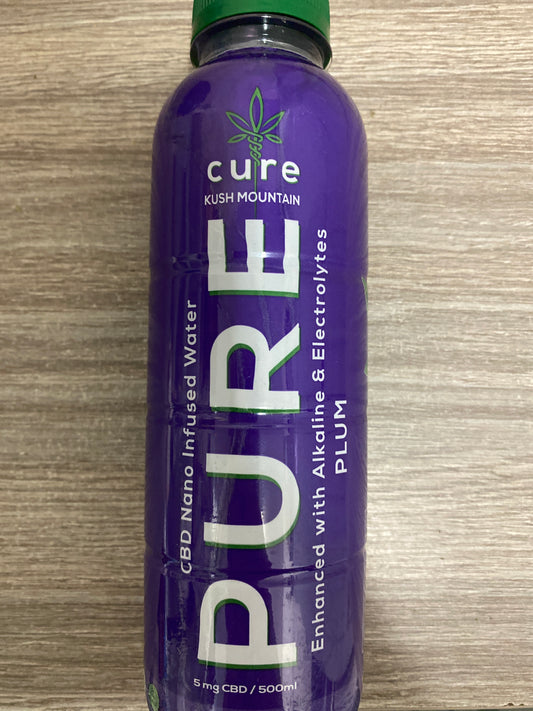 cure
KUSH MOUNTAIN
PURE
CBD Nano Infused Water
Enhanced with Alkaline & Electrolytes
PLUM
5 mg CBD / 500ml